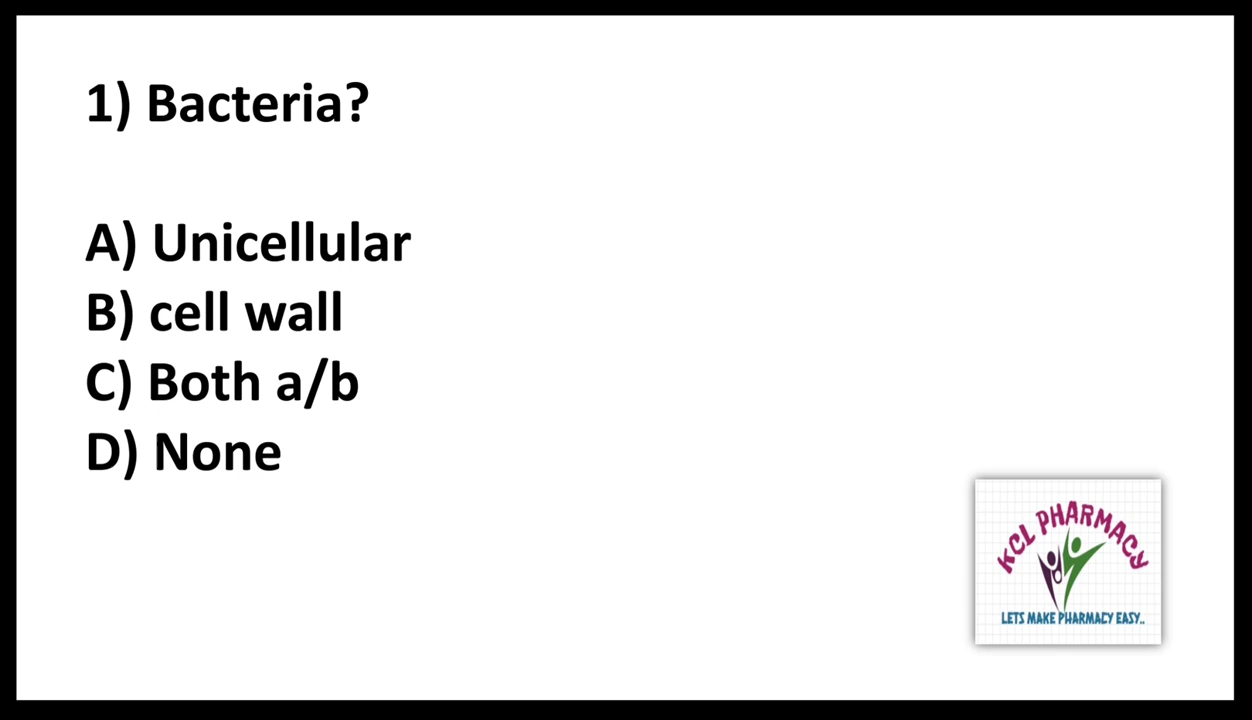 1) Bacteria?
A) Unicellular
B) cell wall
C) Both a/b
D) None
KCL PHARMACY
LETS MAKE PHARMACY EASY..